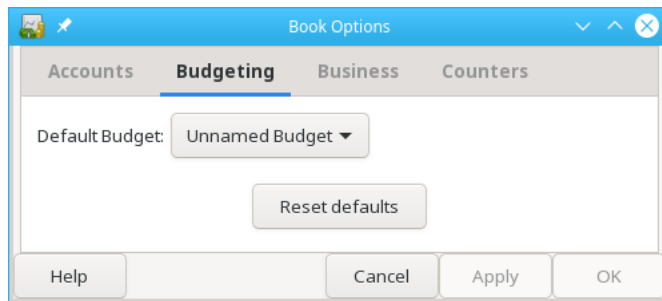 Book Options
Accounts Budgeting Business Counters
Default Budget: Unnamed Budget
Reset defaults
Help Cancel Apply OK